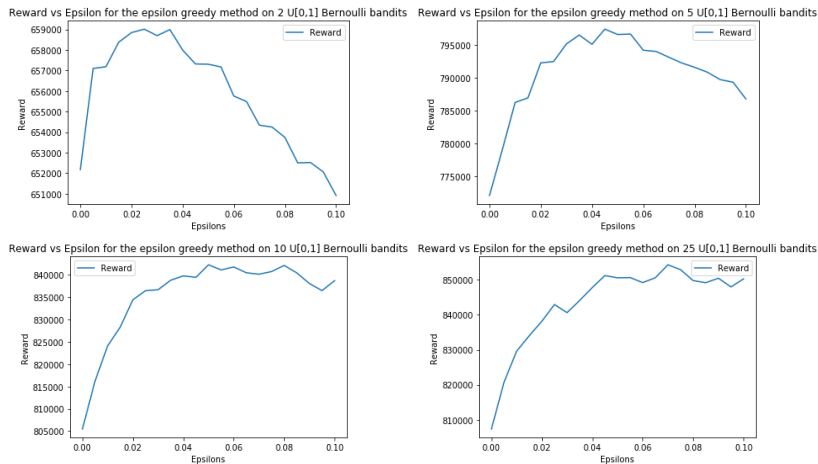 Reward vs Epsilon for the epsilon greedy method on 2 U[0,1] Bernoulli bandits
659000
658000
657000
656000
655000
654000
653000
652000
651000
Reward
Reward
0.00 0.02 0.04 0.06 0.08 0.10
Epsilons
Reward vs Epsilon for the epsilon greedy method on 5 U[0,1] Bernoulli bandits
795000
790000
785000
780000
775000
Reward
Reward
0.00 0.02 0.04 0.06 0.08 0.10
Epsilons
Reward vs Epsilon for the epsilon greedy method on 10 U[0,1] Bernoulli bandits
840000
835000
830000
825000
820000
815000
810000
805000
Reward
Reward
0.00 0.02 0.04 0.06 0.08 0.10
Epsilons
Reward vs Epsilon for the epsilon greedy method on 25 U[0,1] Bernoulli bandits
850000
840000
830000
820000
810000
Reward
Reward
0.00 0.02 0.04 0.06 0.08 0.10
Epsilons